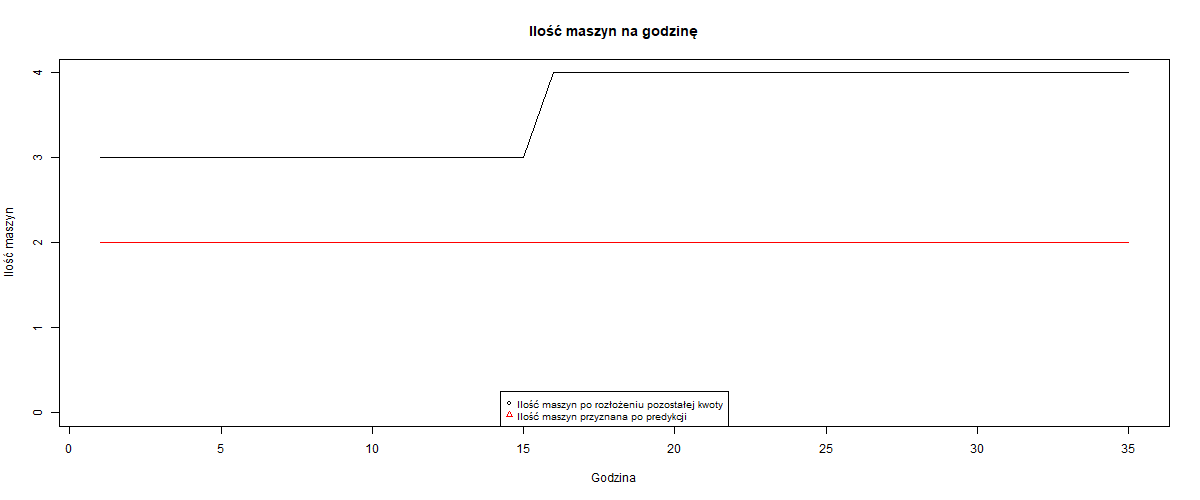 Ilość maszyn na godzinę
Ilość maszyn
4
3
2
1
0
Ilość maszyn po rozłożeniu pozostałej kwoty
Ilość maszyn przyznana po predykcji
0 5 10 15 20 25 30 35
Godzina